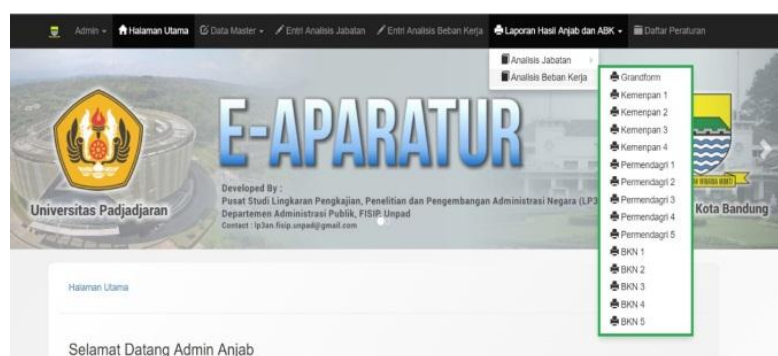 Admin
Halaman Utama
Data Master
Entri Analisis Jabatan
Entri Analisis Beban Kerja
Laporan Hasil Anjab dan ABK
Daftar Peraturan
Analisis Jabatan
Analisis Beban Kerja
Grandform
Kemenpan 1
Kemenpan 2
Kemenpan 3
Kemenpan 4
Permendagri 1
Permendagri 2
Permendagri 3
Permendagri 4
Permendagri 5
BKN 1
BKN 2
BKN 3
BKN 4
BKN 5
E-APARATUR
Developed By :
Pusat Studi Lingkaran Pengkajian, Penelitian dan Pengembangan Administrasi Negara (LP3
Departemen Administrasi Publik, FISIP. Unpad
Contact : lp3an.fisip.unpad@gmail.com
Universitas Padjadjaran
Kota Bandung
Halaman Utama
Selamat Datang Admin Anjab